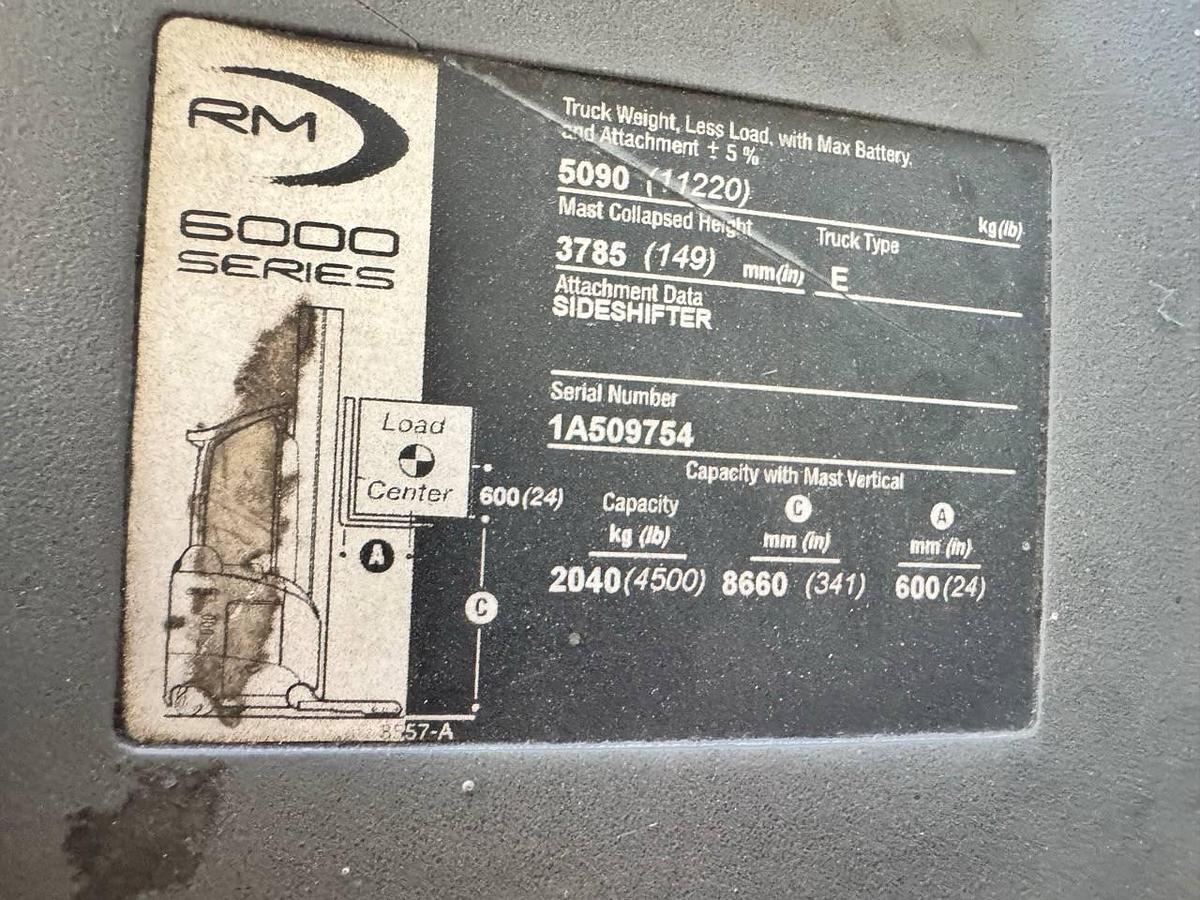 RM
6000
SERIES
Load
Center
600(24)
A
C
8557-A
Truck Weight, Less Load, with Max Battery,
and Attachment ± 5 %
5090 (11220) kg(lb)
Mast Collapsed Height Truck Type
3785 (149) mm(in) E
Attachment Data
SIDESHIFTER
Serial Number
1A509754
Capacity with Mast Vertical
Capacity C A
kg (lb) mm (in) mm (in)
2040(4500) 8660 (341) 600(24)